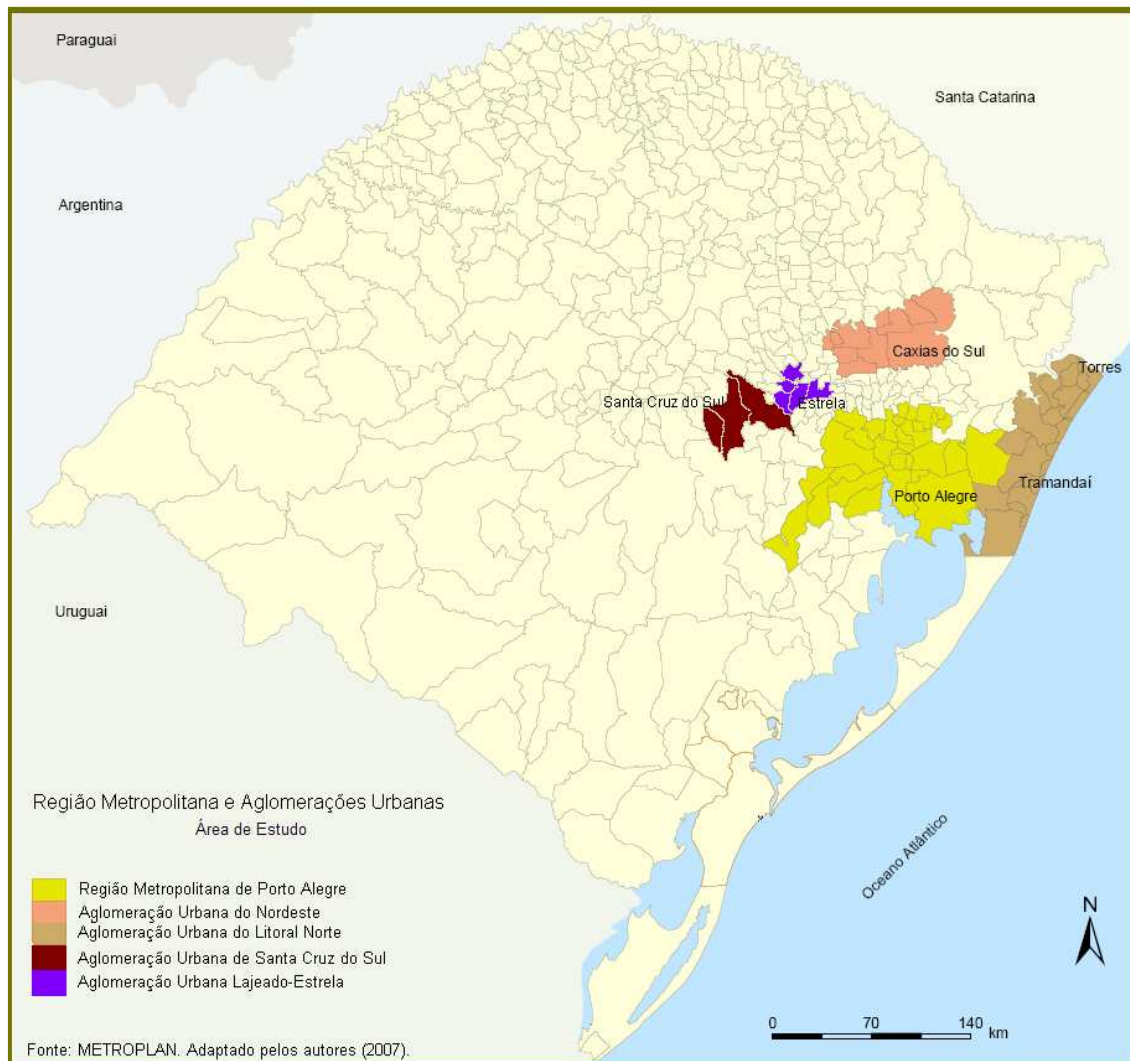 Paraguai
Santa Catarina
Argentina
Caxias do Sul
Torres
Santa Cruz do Sul
Estrela
Tramandaí
Porto Alegre
Uruguai
Oceano Atlântico
Região Metropolitana e Aglomerações Urbanas
Área de Estudo
Região Metropolitana de Porto Alegre
Aglomeração Urbana do Nordeste
Aglomeração Urbana do Litoral Norte
Aglomeração Urbana de Santa Cruz do Sul
Aglomeração Urbana Lajeado-Estrela
N
0 70 140 km
Fonte: METROPLAN. Adaptado pelos autores (2007).